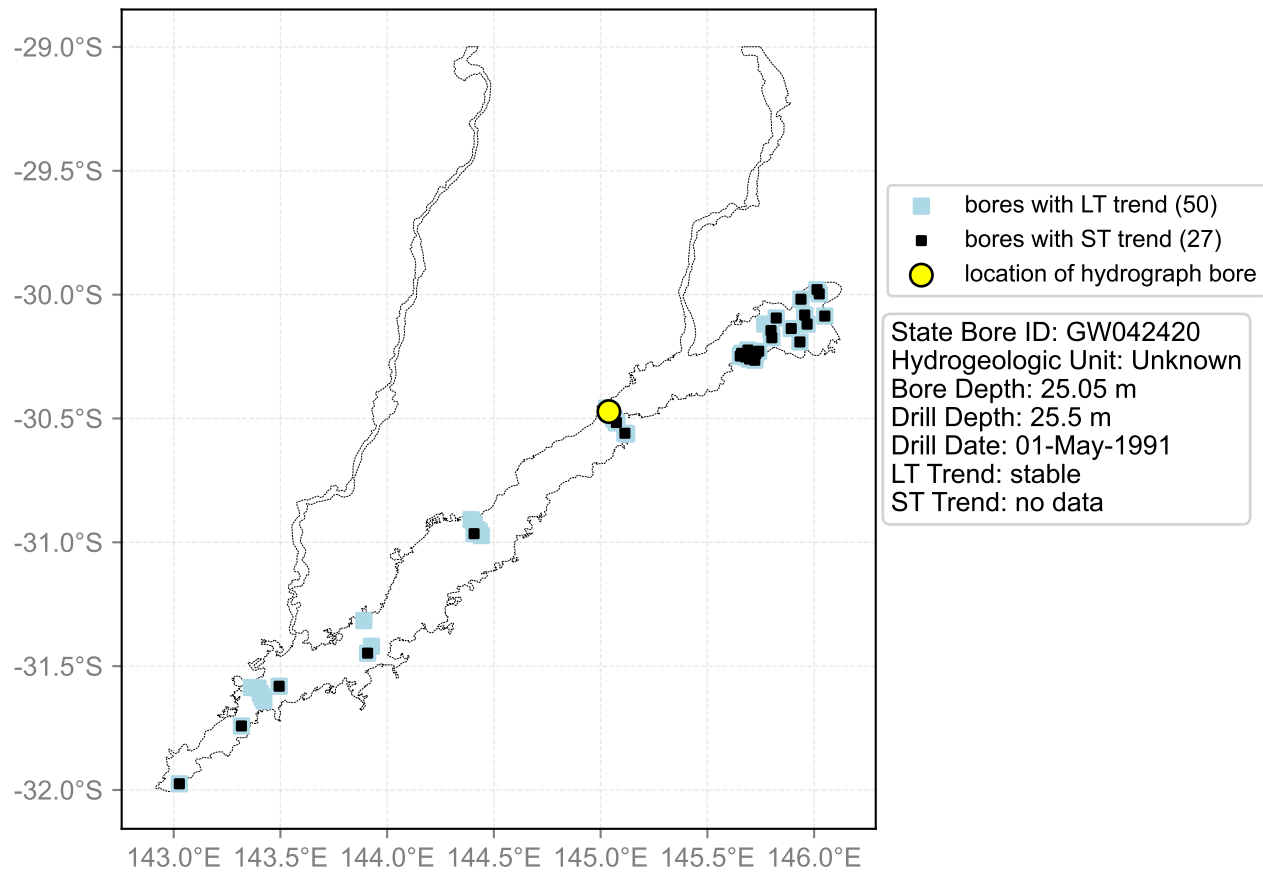 -29.0°S
-29.5°S
-30.0°S
-30.5°S
-31.0°S
-31.5°S
-32.0°S
143.0°E 143.5°E 144.0°E 144.5°E 145.0°E 145.5°E 146.0°E
bores with LT trend (50)
bores with ST trend (27)
location of hydrograph bore
State Bore ID: GW042420
Hydrogeologic Unit: Unknown
Bore Depth: 25.05 m
Drill Depth: 25.5 m
Drill Date: 01-May-1991
LT Trend: stable
ST Trend: no data